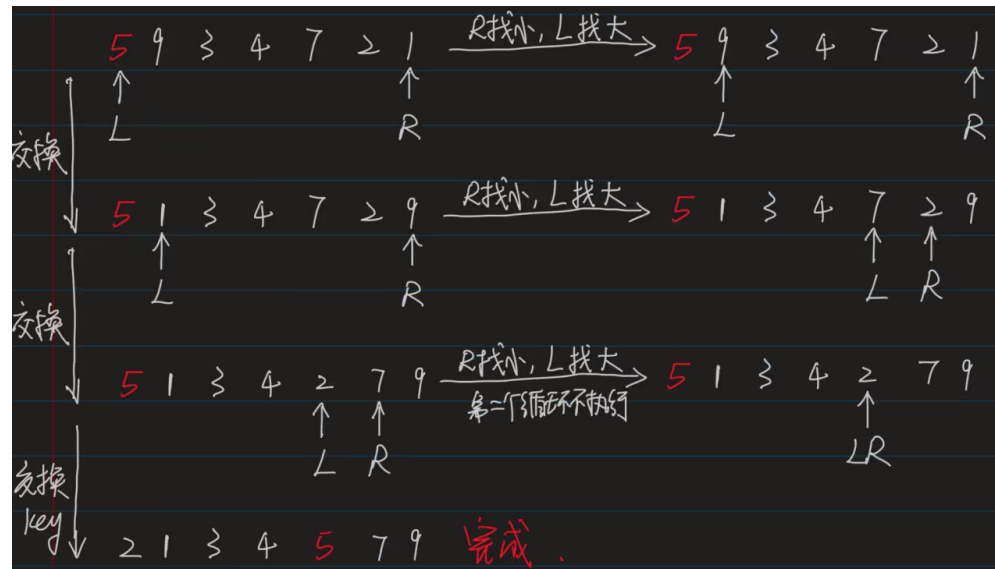 5 9 3 4 7 2 1 R找小, L找大 5 9 3 4 7 2 1
L R L R
交换
5 1 3 4 7 2 9 R找小, L找大 5 1 3 4 7 2 9
L R L R
交换
5 1 3 4 2 7 9 R找小, L找大 5 1 3 4 2 7 9
第二个循环不执行
L R LR
交换
key
2 1 3 4 5 7 9 完成.